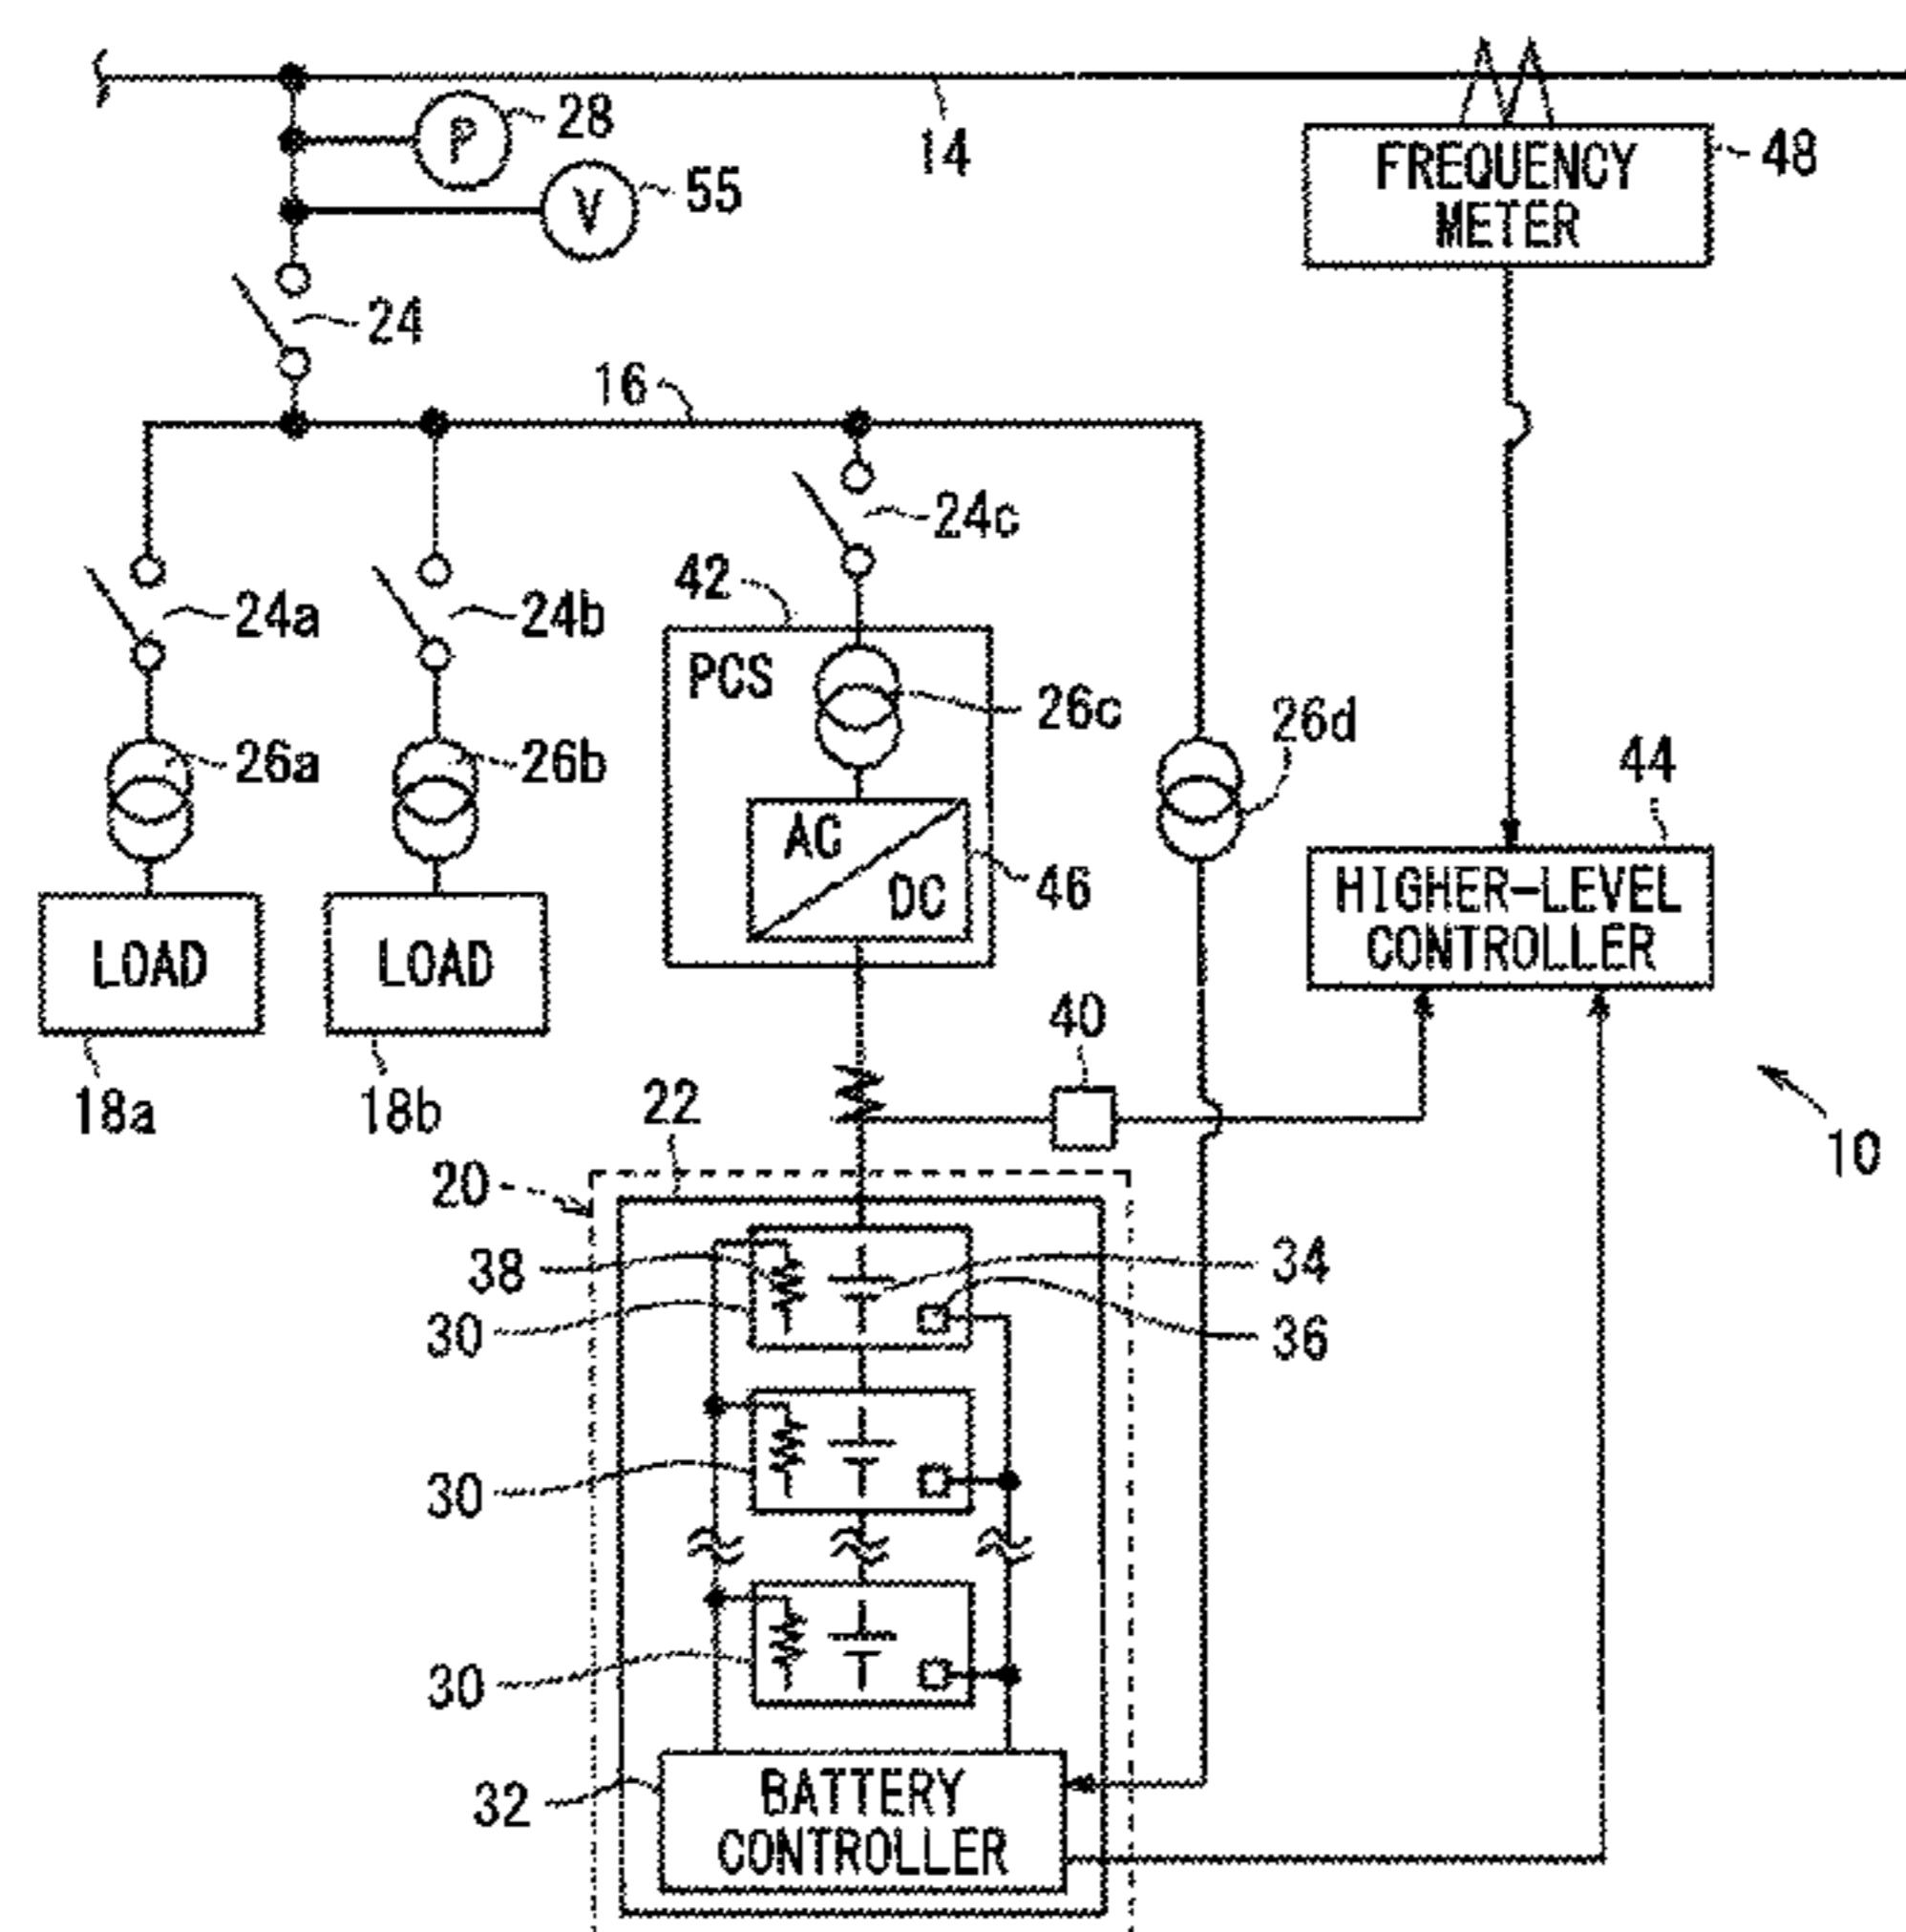 28
P
14
FREQUENCY
METER
48
55
V
24
16
24c
42
24a
24b
PCS
26c
26d
26a
26b
44
AC
DC
46
HIGHER-LEVEL
CONTROLLER
LOAD
LOAD
40
18a
18b
22
10
20
38
34
30
36
30
30
32
BATTERY
CONTROLLER